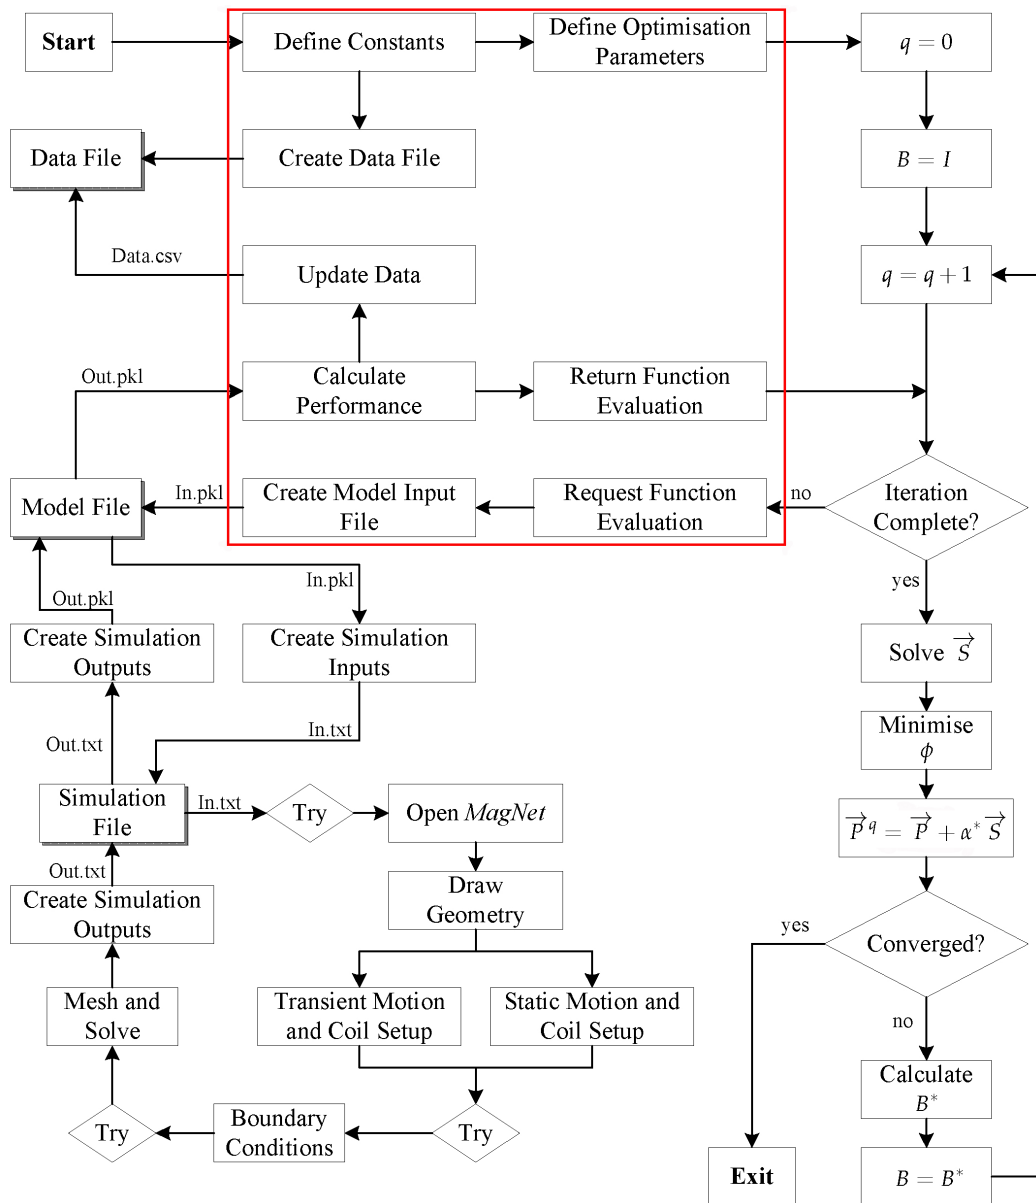 Start
Define Constants
Define Optimisation
Parameters
q = 0
Data File
Create Data File
B = I
Data.csv
Update Data
q = q + 1
Out.pkl
Calculate
Performance
Return Function
Evaluation
Model File
In.pkl
Create Model Input
File
Request Function
Evaluation
no
Iteration
Complete?
In.pkl
yes
Out.pkl
Create Simulation
Outputs
Create Simulation
Inputs
Solve \overrightarrow{S}
Out.txt
In.txt
Minimise
ϕ
Simulation
File
In.txt
Try
Open MagNet
\overrightarrow{P}^q = \overrightarrow{P} + α* \overrightarrow{S}
Out.txt
Create Simulation
Outputs
Draw
Geometry
yes
Converged?
Mesh and
Solve
Transient Motion
and Coil Setup
Static Motion and
Coil Setup
no
Calculate
B*
Try
Boundary
Conditions
Try
Exit
B = B*